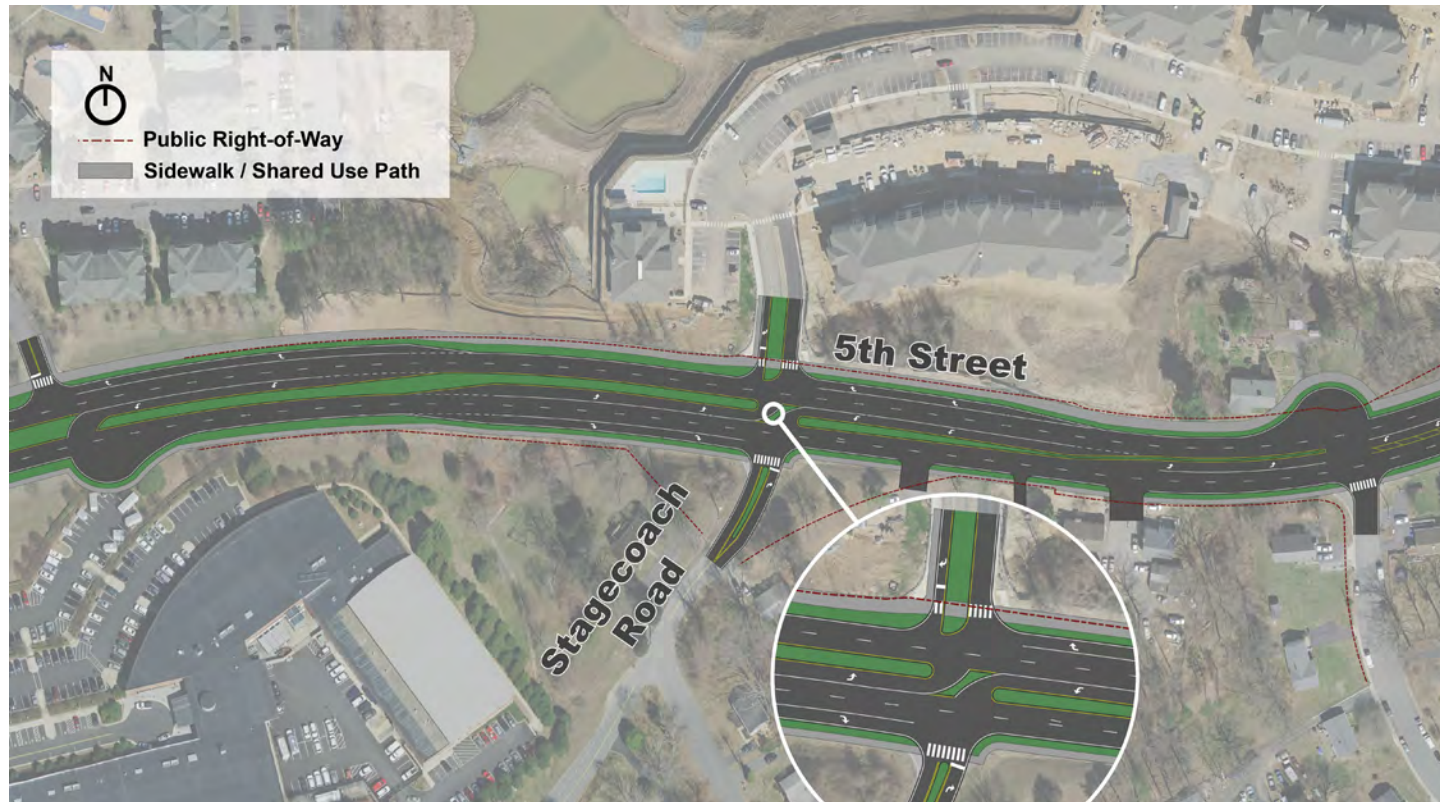 N
Public Right-of-Way
Sidewalk / Shared Use Path
5th Street
Stagecoach
Road